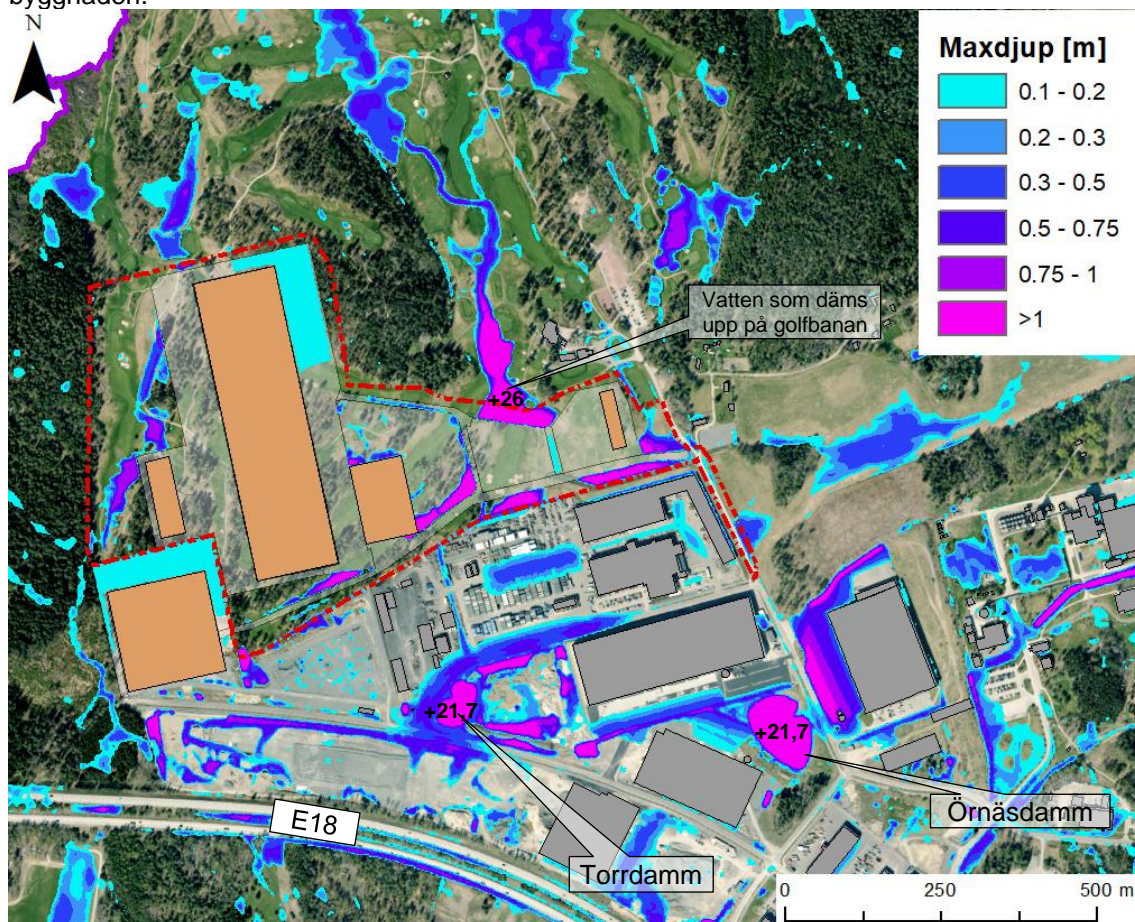 byggnaden.
N
Maxdjup [m]
0.1 - 0.2
0.2 - 0.3
0.3 - 0.5
0.5 - 0.75
0.75 - 1
>1
Vatten som däms
upp på golfbanan
+26
+21,7
+21,7
E18
Örnäsdamm
Torrdamm
0 250 500 m